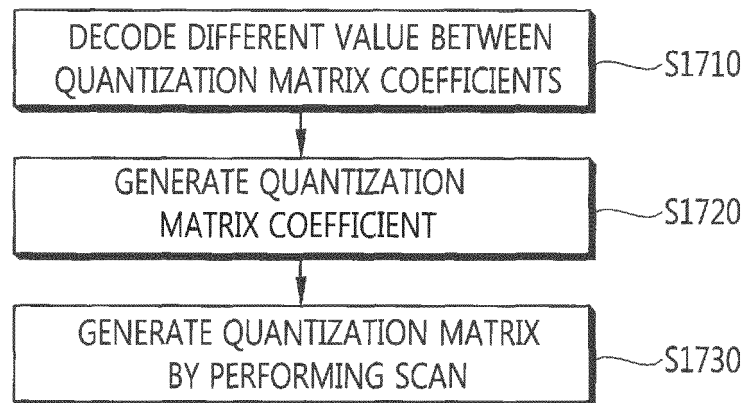 DECODE DIFFERENT VALUE BETWEEN
QUANTIZATION MATRIX COEFFICIENTS
S1710
GENERATE QUANTIZATION
MATRIX COEFFICIENT
S1720
GENERATE QUANTIZATION MATRIX
BY PERFORMING SCAN
S1730